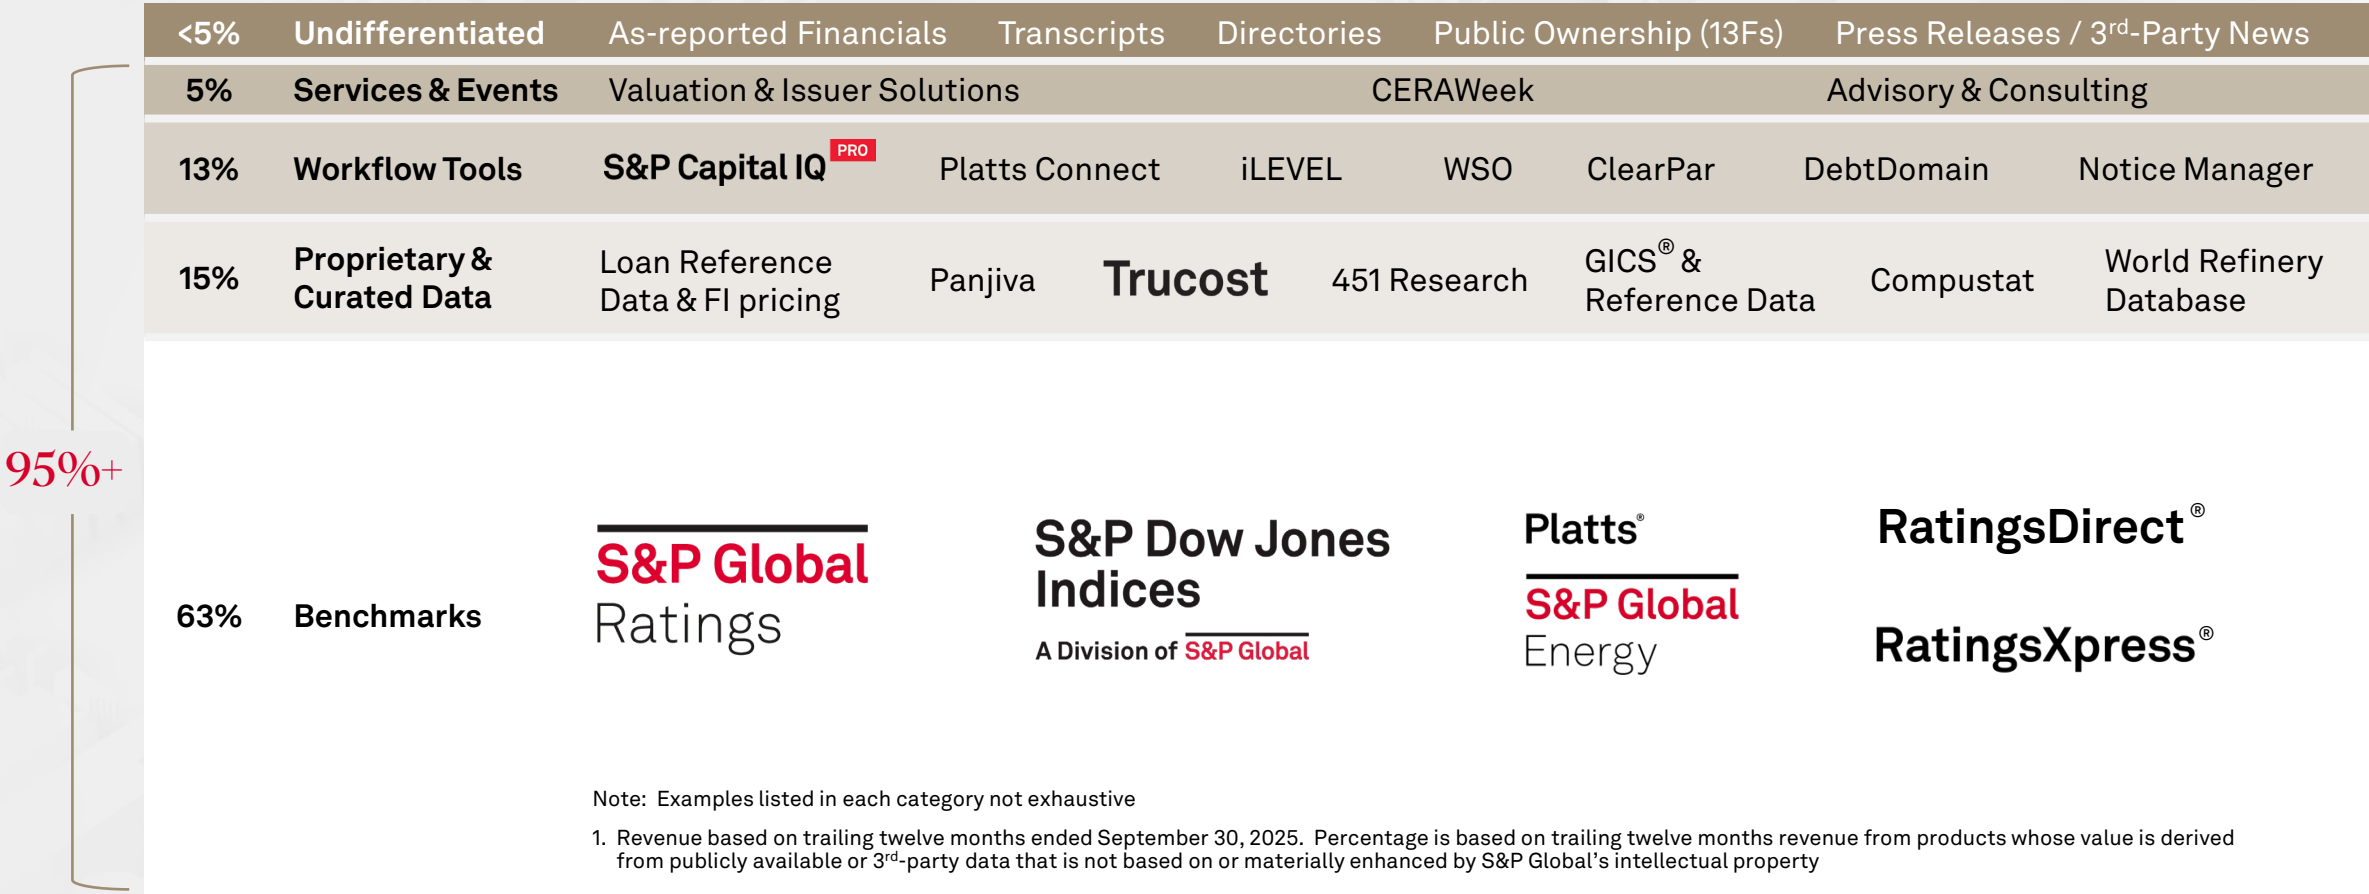 <5% Undifferentiated As-reported Financials Transcripts Directories Public Ownership (13Fs) Press Releases / 3rd-Party News
5% Services & Events Valuation & Issuer Solutions CERAWeek Advisory & Consulting
13% Workflow Tools S&P Capital IQ PRO Platts Connect iLEVEL WSO ClearPar DebtDomain Notice Manager
15% Proprietary & Curated Data
Loan Reference Data & FI pricing
Panjiva
Trucost
451 Research
GICS® & Reference Data
Compustat
World Refinery Database
95%+
63% Benchmarks
S&P Global
Ratings
S&P Dow Jones
Indices
A Division of S&P Global
Platts®
S&P Global
Energy
RatingsDirect®
RatingsXpress®
Note: Examples listed in each category not exhaustive
1. Revenue based on trailing twelve months ended September 30, 2025. Percentage is based on trailing twelve months revenue from products whose value is derived
from publicly available or 3rd-party data that is not based on or materially enhanced by S&P Global's intellectual property